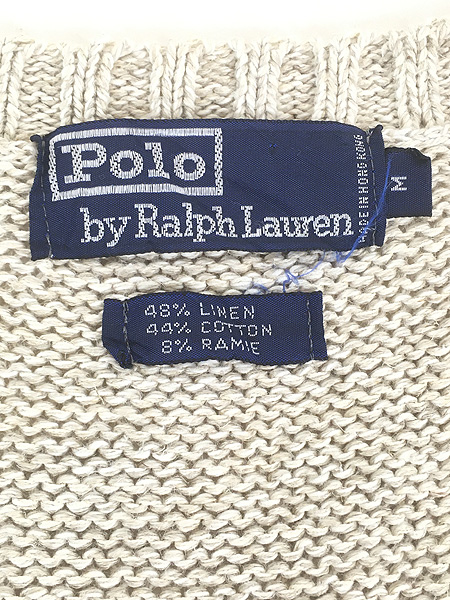 Polo
by Ralph Lauren
MADE IN HONG KONG
M
48% LINEN
44% COTTON
8% RAMIE